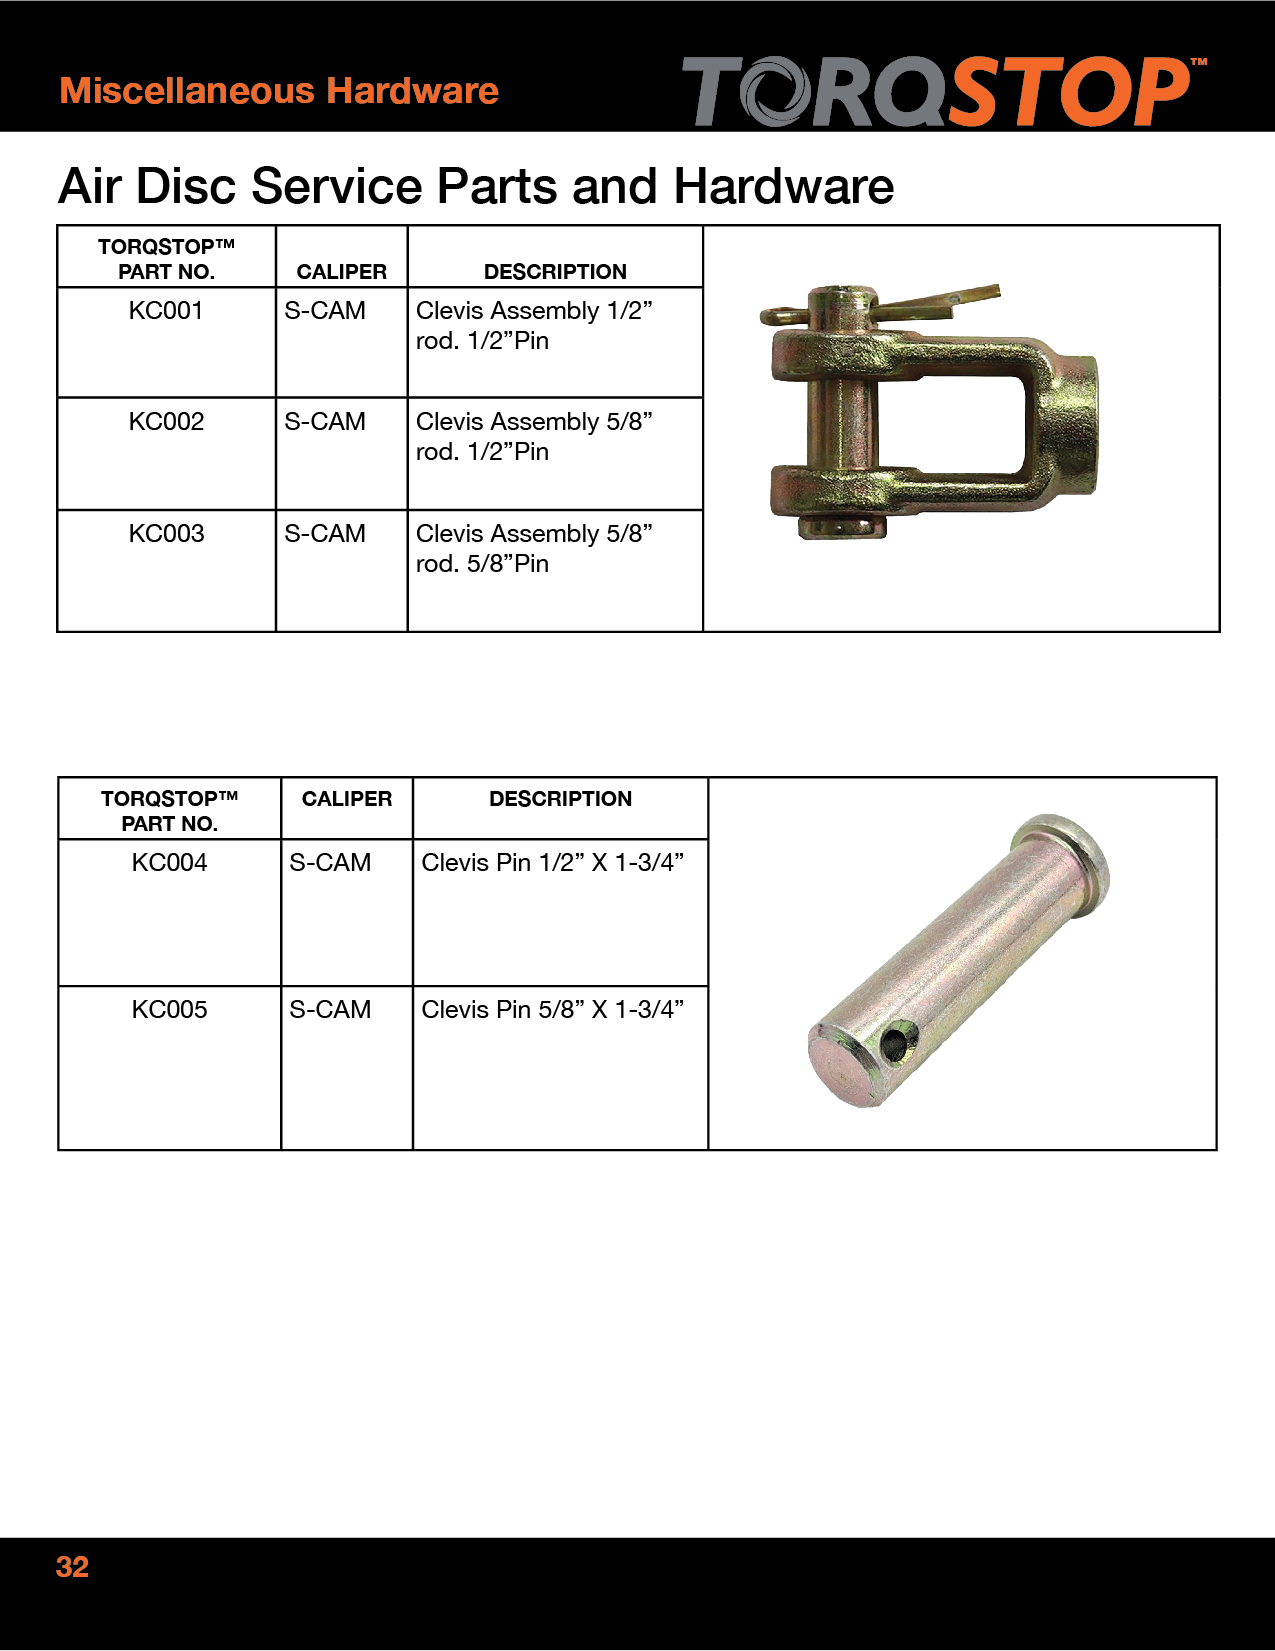 Miscellaneous Hardware
TORQSTOP™
Air Disc Service Parts and Hardware
TORQSTOP™
PART NO.
CALIPER
DESCRIPTION
KC001
S-CAM
Clevis Assembly 1/2”
rod. 1/2”Pin
KC002
S-CAM
Clevis Assembly 5/8”
rod. 1/2”Pin
KC003
S-CAM
Clevis Assembly 5/8”
rod. 5/8”Pin
TORQSTOP™
PART NO.
CALIPER
DESCRIPTION
KC004
S-CAM
Clevis Pin 1/2” X 1-3/4”
KC005
S-CAM
Clevis Pin 5/8” X 1-3/4”
32